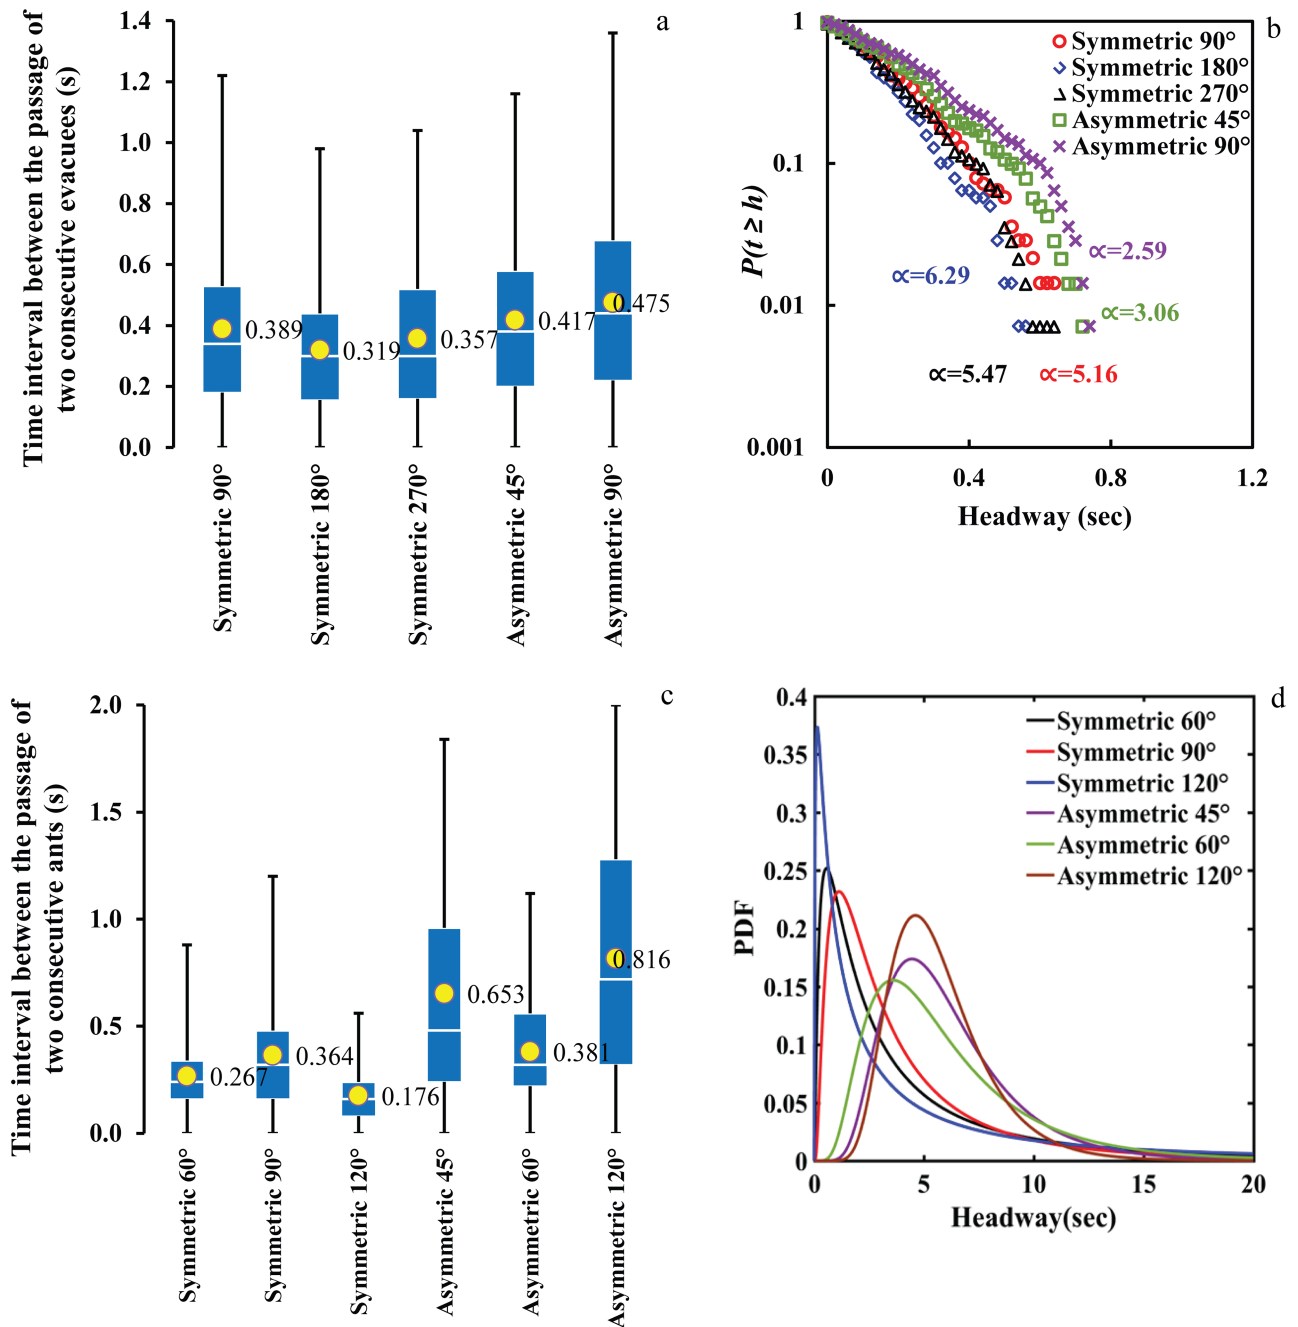 a
Time interval between the passage of
two consecutive evacuees (s)
1.4
1.2
1.0
0.8
0.6
0.4
0.2
0.0
0.389
0.319
0.357
0.417
0.475
Symmetric 90°
Symmetric 180°
Symmetric 270°
Asymmetric 45°
Asymmetric 90°
b
P(t ≥ h)
1
0.1
0.01
0.001
Symmetric 90°
Symmetric 180°
Symmetric 270°
Asymmetric 45°
Asymmetric 90°
∝=2.59
∝=6.29
∝=3.06
∝=5.47
∝=5.16
0
0.4
0.8
1.2
Headway (sec)
c
Time interval between the passage of
two consecutive ants (s)
2.0
1.5
1.0
0.5
0.0
0.267
0.364
0.176
0.653
0.381
0.816
Symmetric 60°
Symmetric 90°
Symmetric 120°
Asymmetric 45°
Asymmetric 60°
Asymmetric 120°
d
PDF
0.4
0.35
0.3
0.25
0.2
0.15
0.1
0.05
0
Symmetric 60°
Symmetric 90°
Symmetric 120°
Asymmetric 45°
Asymmetric 60°
Asymmetric 120°
0
5
10
15
20
Headway(sec)